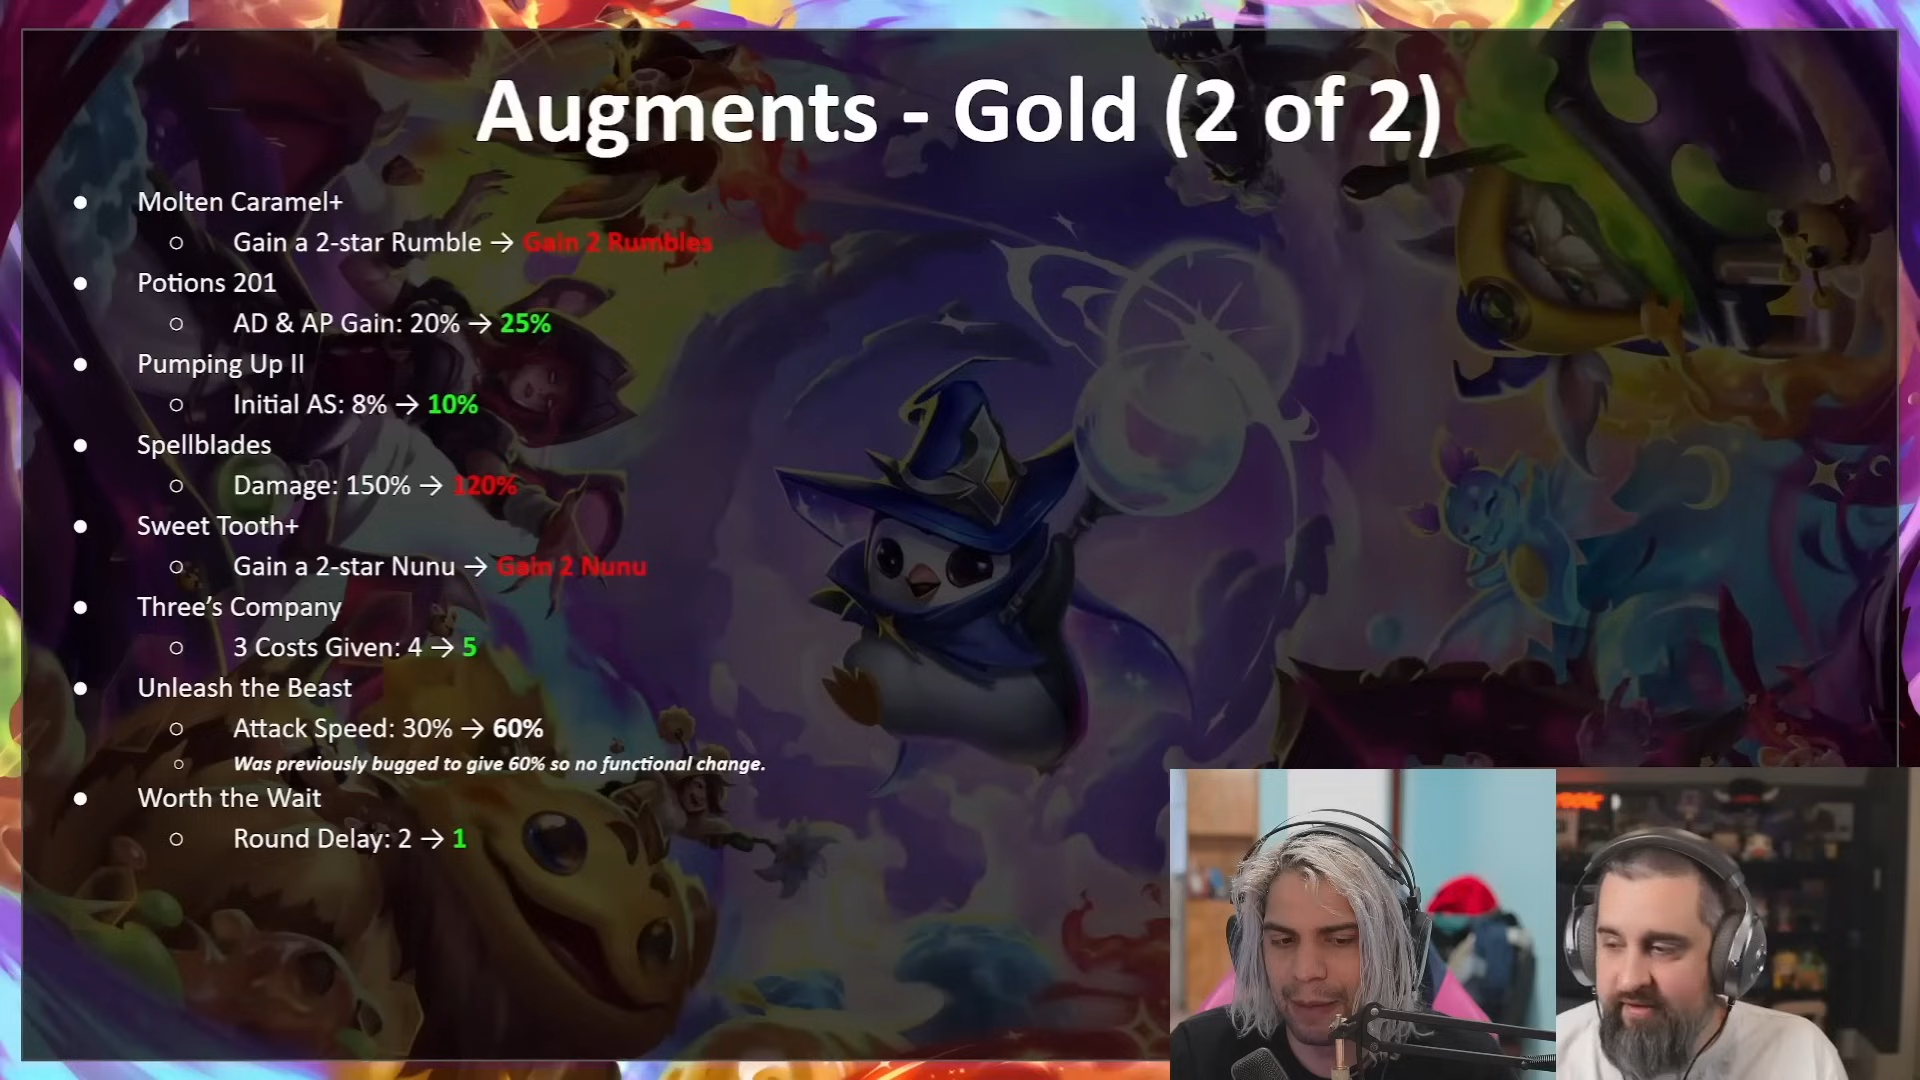 Augments - Gold (2 of 2)
● Molten Caramel+
○ Gain a 2-star Rumble → Gain 2 Rumbles
● Potions 201
○ AD & AP Gain: 20% → 25%
● Pumping Up II
○ Initial AS: 8% → 10%
● Spellblades
○ Damage: 150% → 120%
● Sweet Tooth+
○ Gain a 2-star Nunu → Gain 2 Nunu
● Three’s Company
○ 3 Costs Given: 4 → 5
● Unleash the Beast
○ Attack Speed: 30% → 60%
○ Was previously bugged to give 60% so no functional change.
● Worth the Wait
○ Round Delay: 2 → 1